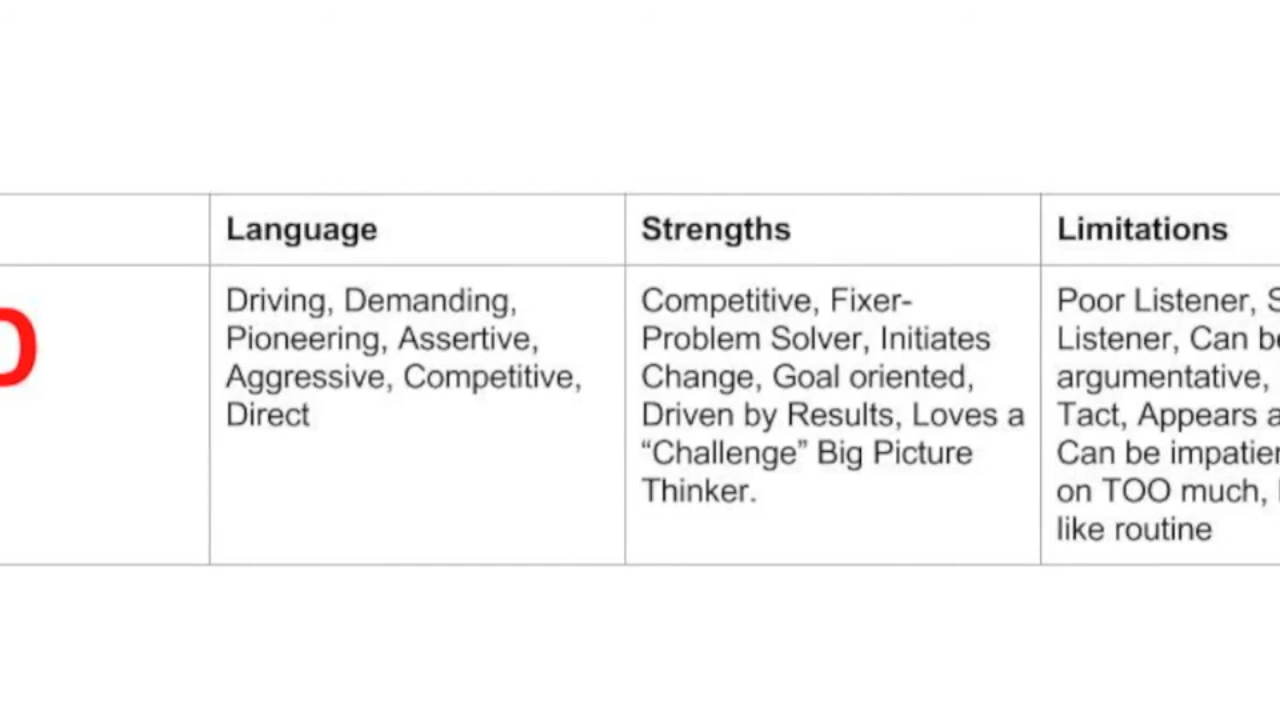 Language Strengths Limitations
D
Driving, Demanding,
Pioneering, Assertive,
Aggressive, Competitive,
Direct
Competitive, Fixer-
Problem Solver, Initiates
Change, Goal oriented,
Driven by Results, Loves a
“Challenge” Big Picture
Thinker.
Poor Listener,
Listener, Can
argumentative,
Tact, Appears
Can be
on TOO much,
like routine